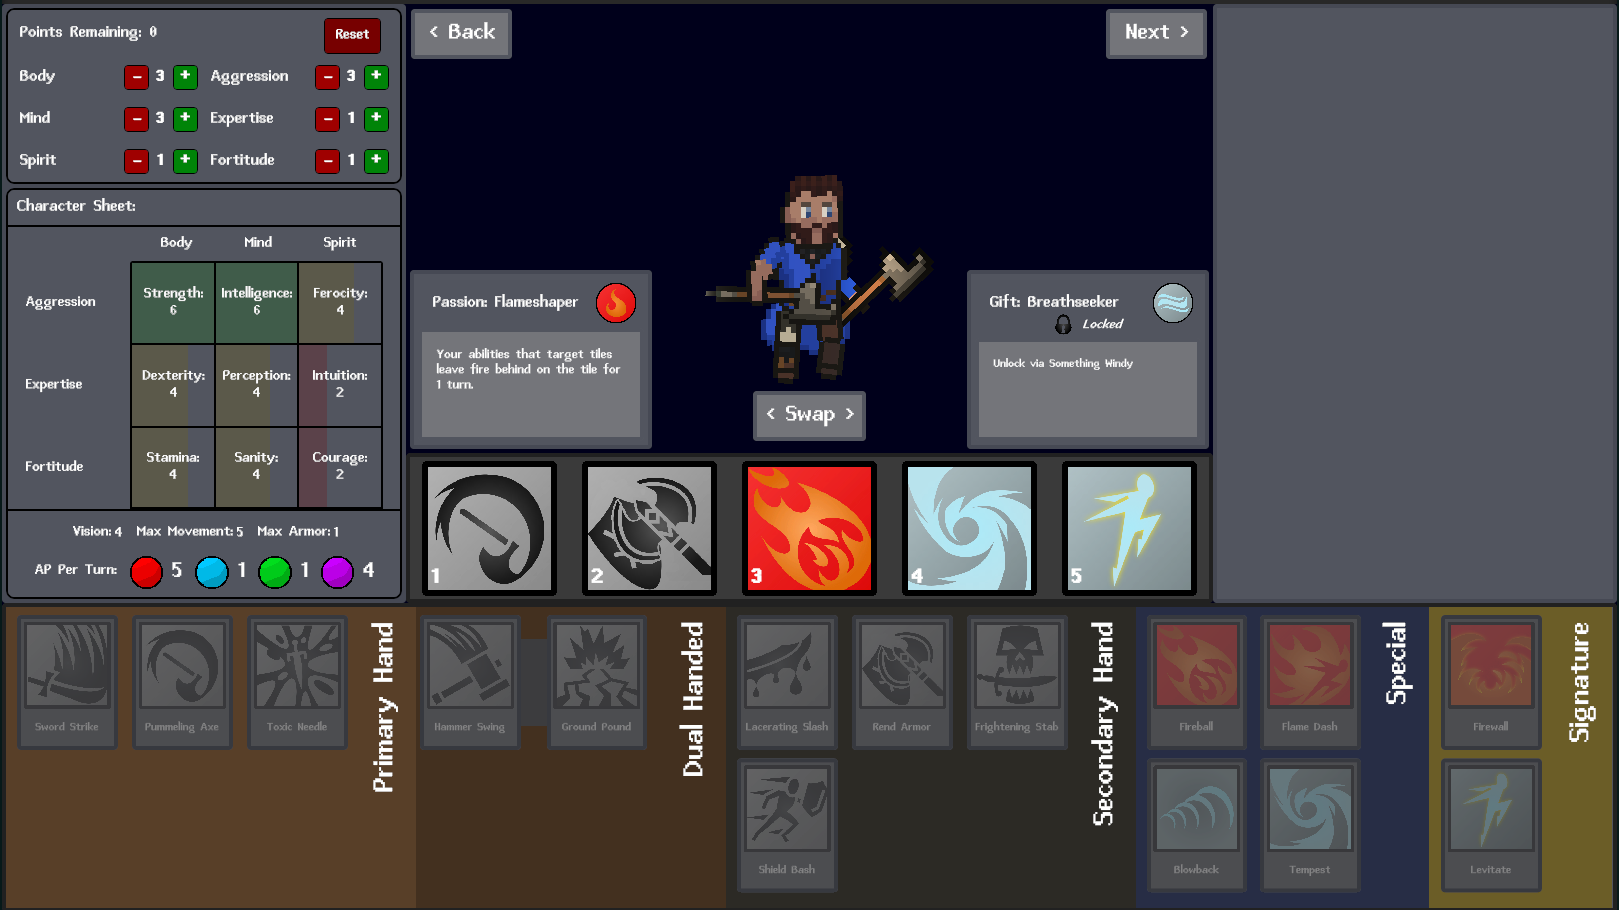 Points Remaining: 0
Reset
Body - 3 + Aggression - 3 +
Mind - 3 + Expertise - 1 +
Spirit - 1 + Fortitude - 1 +
Character Sheet:
Body Mind Spirit
Aggression
Strength:
6
Intelligence:
6
Ferocity:
4
Expertise
Dexterity:
4
Perception:
4
Intuition:
2
Fortitude
Stamina:
4
Sanity:
4
Courage:
2
Vision: 4 Max Movement: 5 Max Armor: 1
AP Per Turn: 5 1 1 4
< Back
Next >
Passion: Flameshaper
Your abilities that target tiles
leave fire behind on the tile for
1 turn.
< Swap >
Gift: Breathseeker
Locked
Unlock via Something Windy
1
2
3
4
5
Sword Strike
Pummeling Axe
Toxic Needle
Primary Hand
Hammer Swing
Ground Pound
Dual Handed
Lacerating Slash
Rend Armor
Frightening Stab
Shield Bash
Secondary Hand
Fireball
Flame Dash
Blowback
Tempest
Special
Firewall
Levitate
Signature